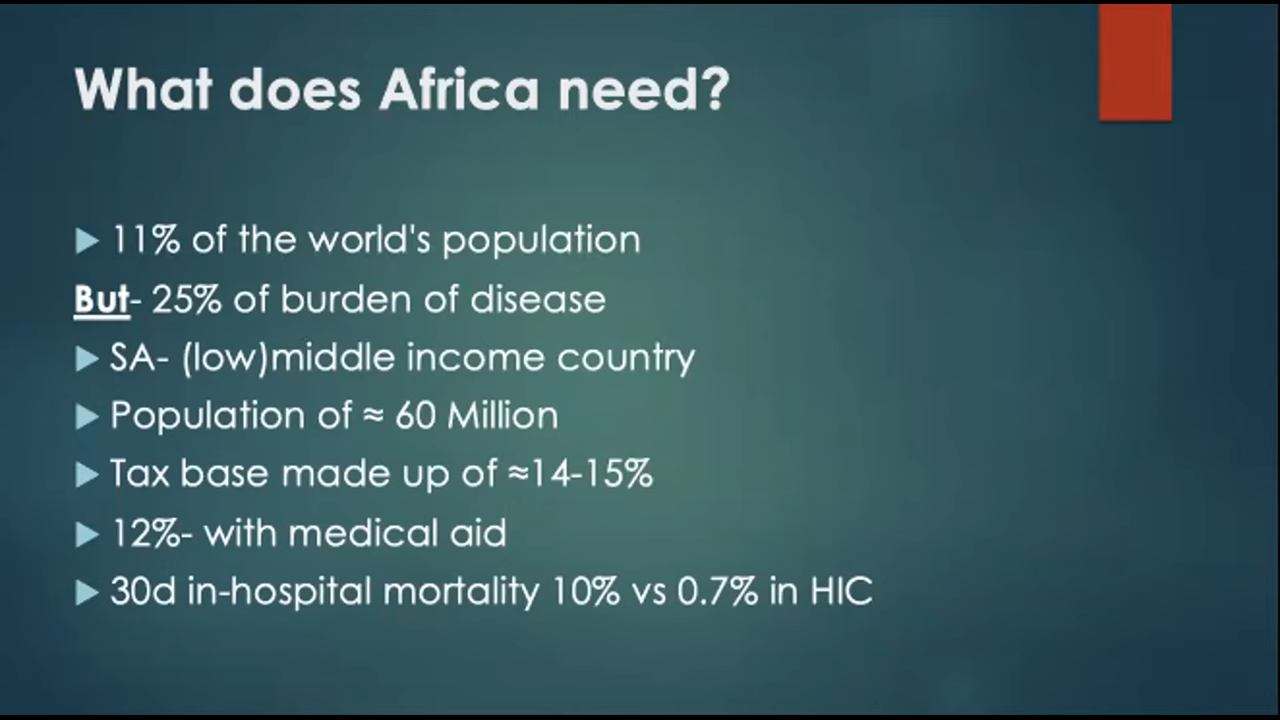 What does Africa need?
11% of the world's population
But- 25% of burden of disease
SA- (low)middle income country
Population of ≈ 60 Million
Tax base made up of ≈14-15%
12%- with medical aid
30d in-hospital mortality 10% vs 0.7% in HIC